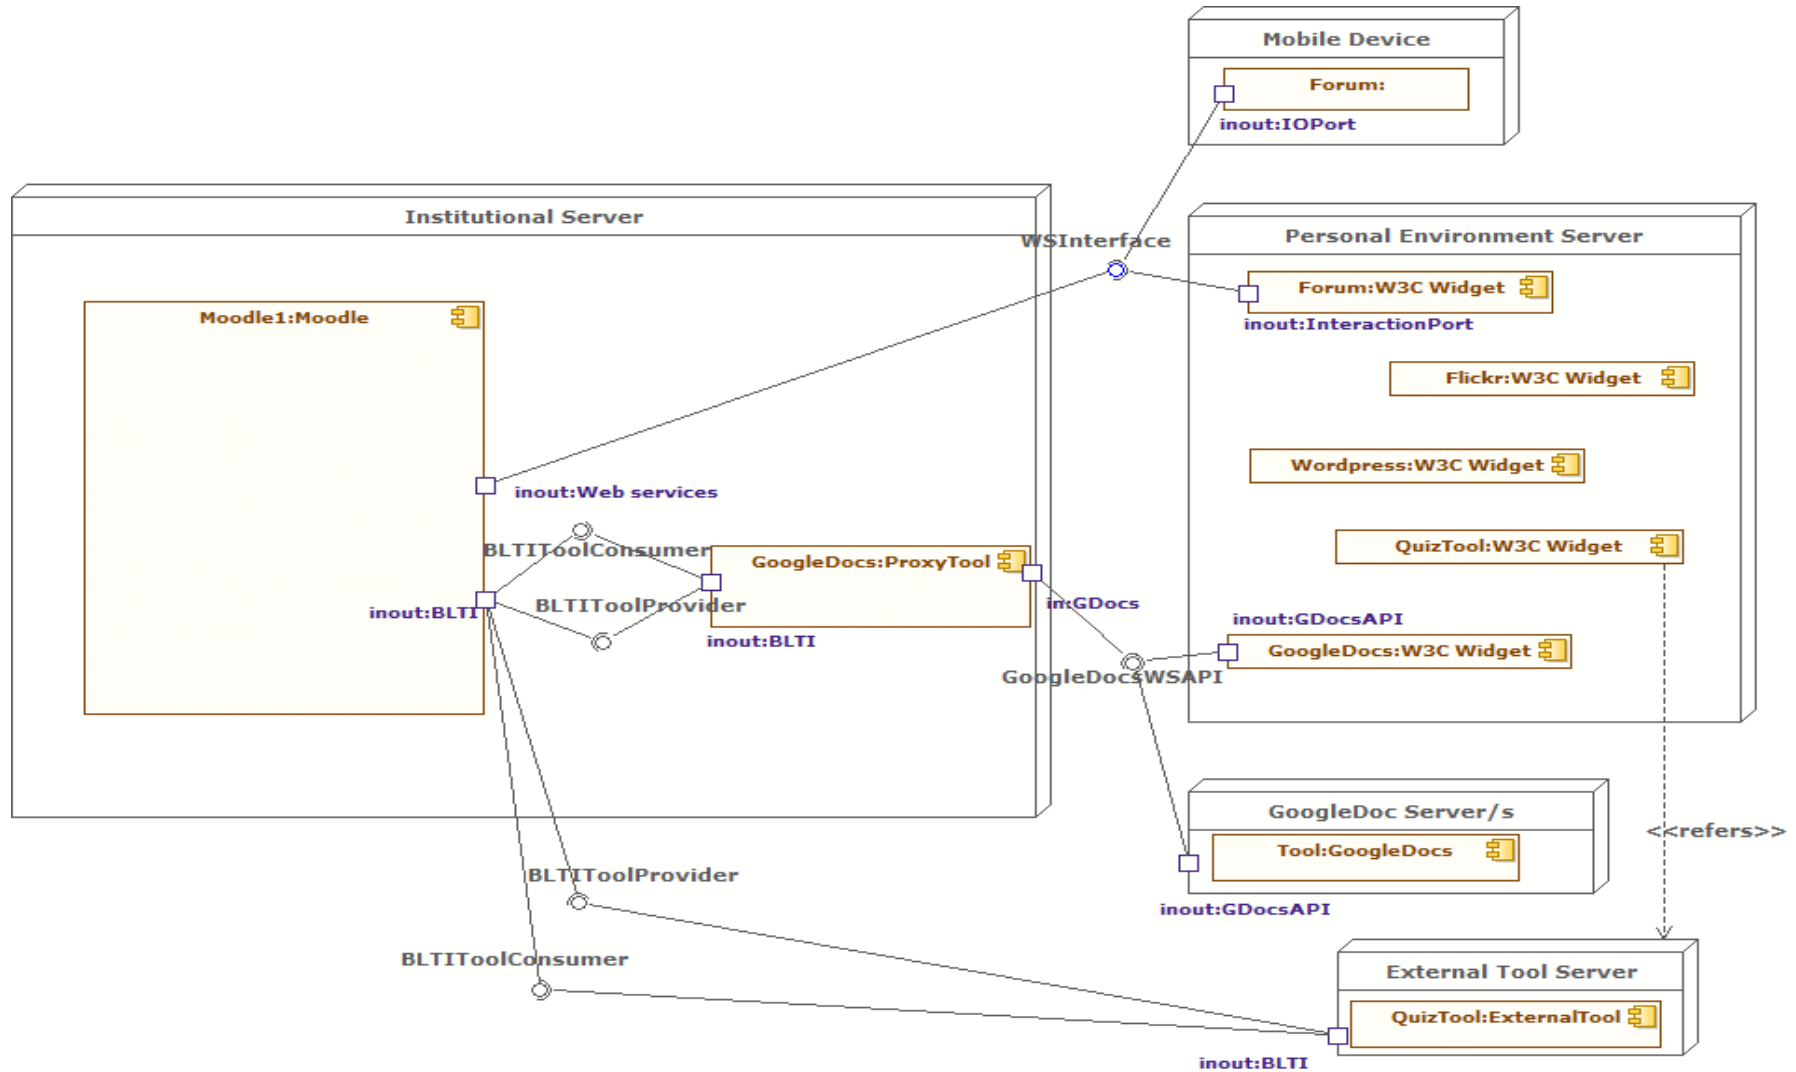 Mobile Device
Forum:
inout:IOPort
Institutional Server
WSInterface
Personal Environment Server
Forum:W3C Widget
Moodle1:Moodle
inout:InteractionPort
Flickr:W3C Widget
Wordpress:W3C Widget
inout:Web services
BLTIToolConsumer
QuizTool:W3C Widget
GoogleDocs:ProxyTool
BLTIToolProvider
in:GDocs
inout:BLTI
inout:GDocsAPI
inout:BLTI
GoogleDocs:W3C Widget
GoogleDocsWSAPI
GoogleDoc Server/s
<<refers>>
Tool:GoogleDocs
BLTIToolProvider
inout:GDocsAPI
BLTIToolConsumer
External Tool Server
QuizTool:ExternalTool
inout:BLTI